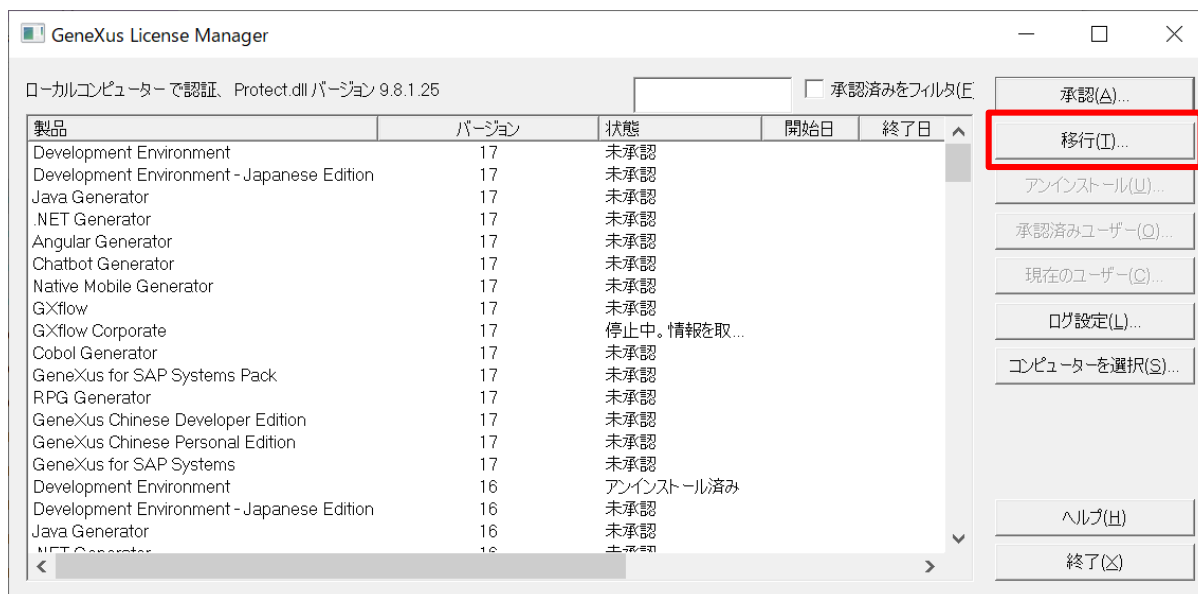 GeneXus License Manager
ローカルコンピューター で認証、Protect.dll バージョン 9.8.1.25
承認済みをフィルタ(F
製品 バージョン 状態 開始日 終了日
Development Environment 17 未承認
Development Environment - Japanese Edition 17 未承認
Java Generator 17 未承認
.NET Generator 17 未承認
Angular Generator 17 未承認
Chatbot Generator 17 未承認
Native Mobile Generator 17 未承認
GXflow 17 未承認
GXflow Corporate 17 停止中。情報を取...
Cobol Generator 17 未承認
GeneXus for SAP Systems Pack 17 未承認
RPG Generator 17 未承認
GeneXus Chinese Developer Edition 17 未承認
GeneXus Chinese Personal Edition 17 未承認
GeneXus for SAP Systems 17 未承認
Development Environment 16 アンインストール済み
Development Environment - Japanese Edition 16 未承認
Java Generator 16 未承認
.NET Generator 16 未承認
承認(A)...
移行(T)...
アンインストール(U)...
承認済みユーザー(O)...
現在のユーザー(C)...
ログ設定(L)...
コンピューターを選択(S)...
ヘルプ(H)
終了(X)